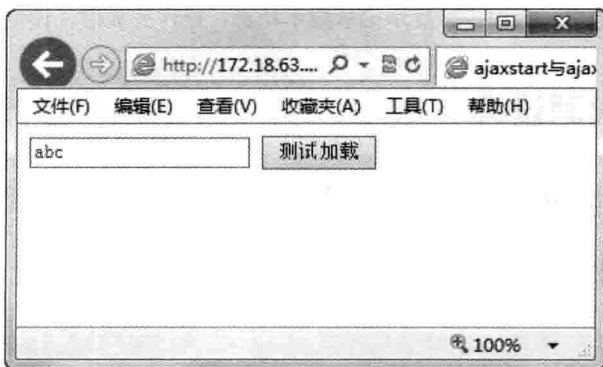 http://172.18.63....
ajaxstart与ajax
文件(F) 编辑(E) 查看(V) 收藏夹(A) 工具(T) 帮助(H)
abc 测试加载
100%